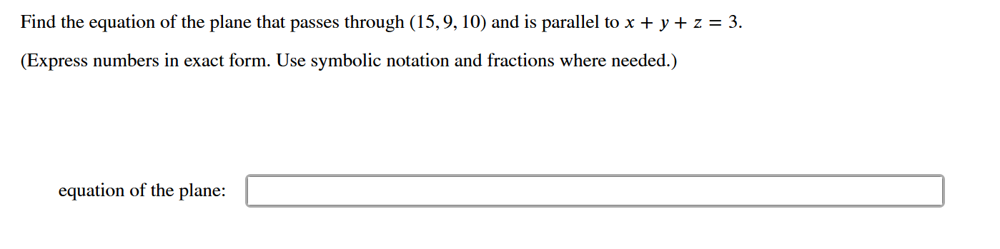 Find the equation of the plane that passes through (15, 9, 10) and is parallel to x + y + z = 3.
(Express numbers in exact form. Use symbolic notation and fractions where needed.)
equation of the plane: